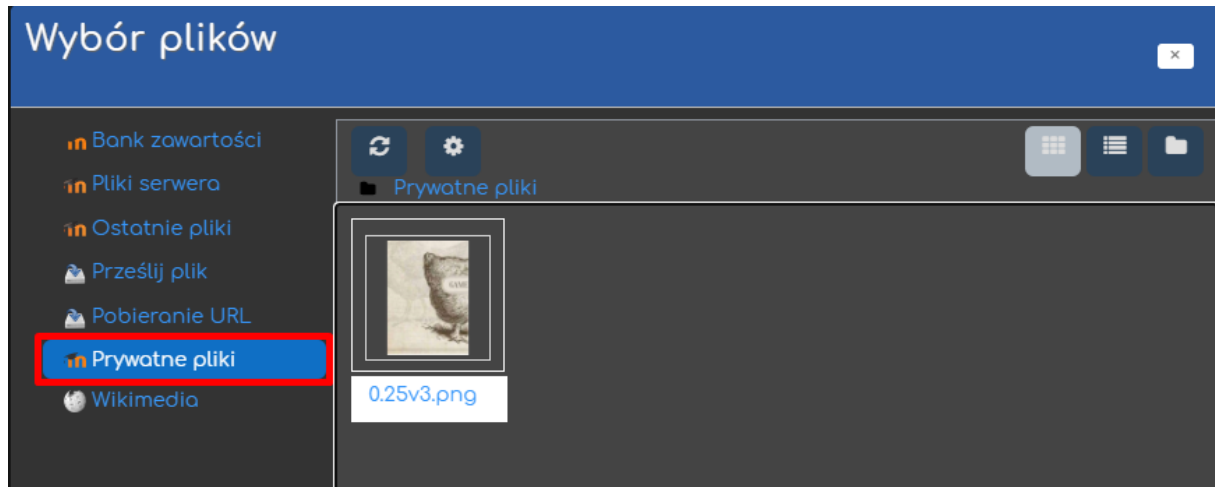 Wybór plików
Bank zawartości
Pliki serwera
Ostatnie pliki
Prześlij plik
Pobieranie URL
Prywatne pliki
Wikimedia
Prywatne pliki
0.25v3.png